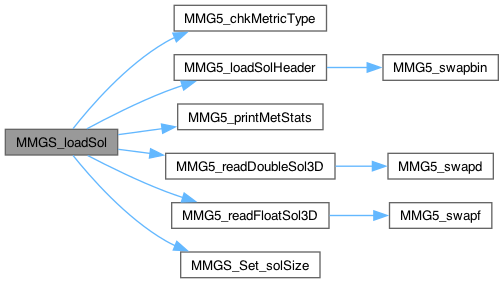 MMGS_loadSol
MMG5_chkMetricType
MMG5_loadSolHeader
MMG5_swapbin
MMG5_printMetStats
MMG5_readDoubleSol3D
MMG5_swapd
MMG5_readFloatSol3D
MMG5_swapf
MMGS_Set_solSize